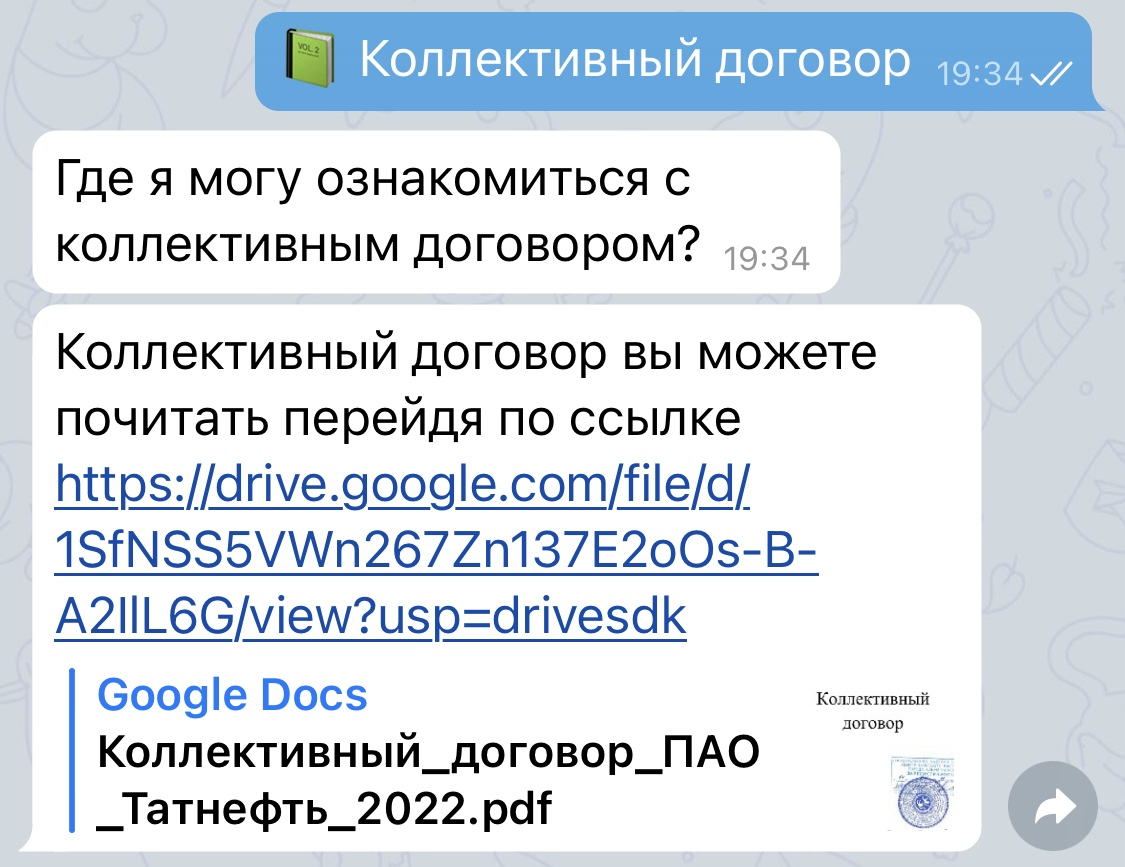 VOL. 2
Коллективный договор 19:34
Где я могу ознакомиться с
коллективным договором? 19:34
Коллективный договор вы можете
почитать перейдя по ссылке
https://drive.google.com/file/d/
1SfNSS5VWn267Zn137E2oOs-B-
A2IlL6G/view?usp=drivesdk
Google Docs
Коллективный_договор_ПАО
_Татнефть_2022.pdf
Коллективный
договор